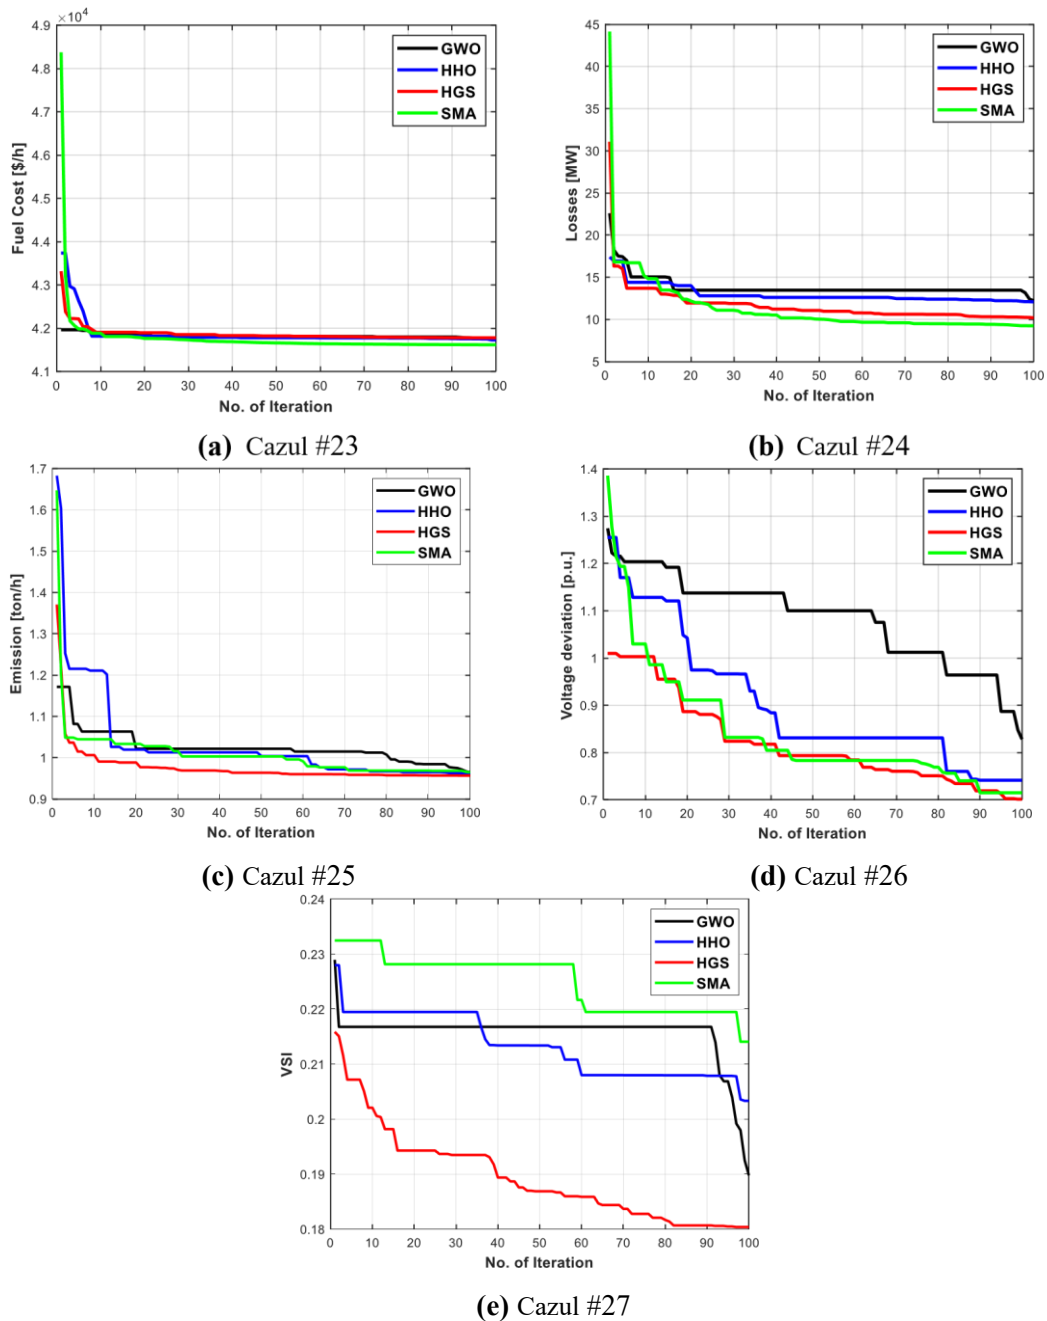 ×10⁴
4.9
4.8
4.7
4.6
4.5
4.4
4.3
4.2
4.1
Fuel Cost [$/h]
GWO
HHO
HGS
SMA
0 10 20 30 40 50 60 70 80 90 100
No. of Iteration
(a) Cazul #23
45
40
35
30
25
20
15
10
5
Losses [MW]
GWO
HHO
HGS
SMA
0 10 20 30 40 50 60 70 80 90 100
No. of Iteration
(b) Cazul #24
1.7
1.6
1.5
1.4
1.3
1.2
1.1
1
0.9
Emission [ton/h]
GWO
HHO
HGS
SMA
0 10 20 30 40 50 60 70 80 90 100
No. of Iteration
(c) Cazul #25
1.4
1.3
1.2
1.1
1
0.9
0.8
0.7
Voltage deviation [p.u.]
GWO
HHO
HGS
SMA
0 10 20 30 40 50 60 70 80 90 100
No. of Iteration
(d) Cazul #26
0.24
0.23
0.22
0.21
0.2
0.19
0.18
VSI
GWO
HHO
HGS
SMA
0 10 20 30 40 50 60 70 80 90 100
No. of Iteration
(e) Cazul #27